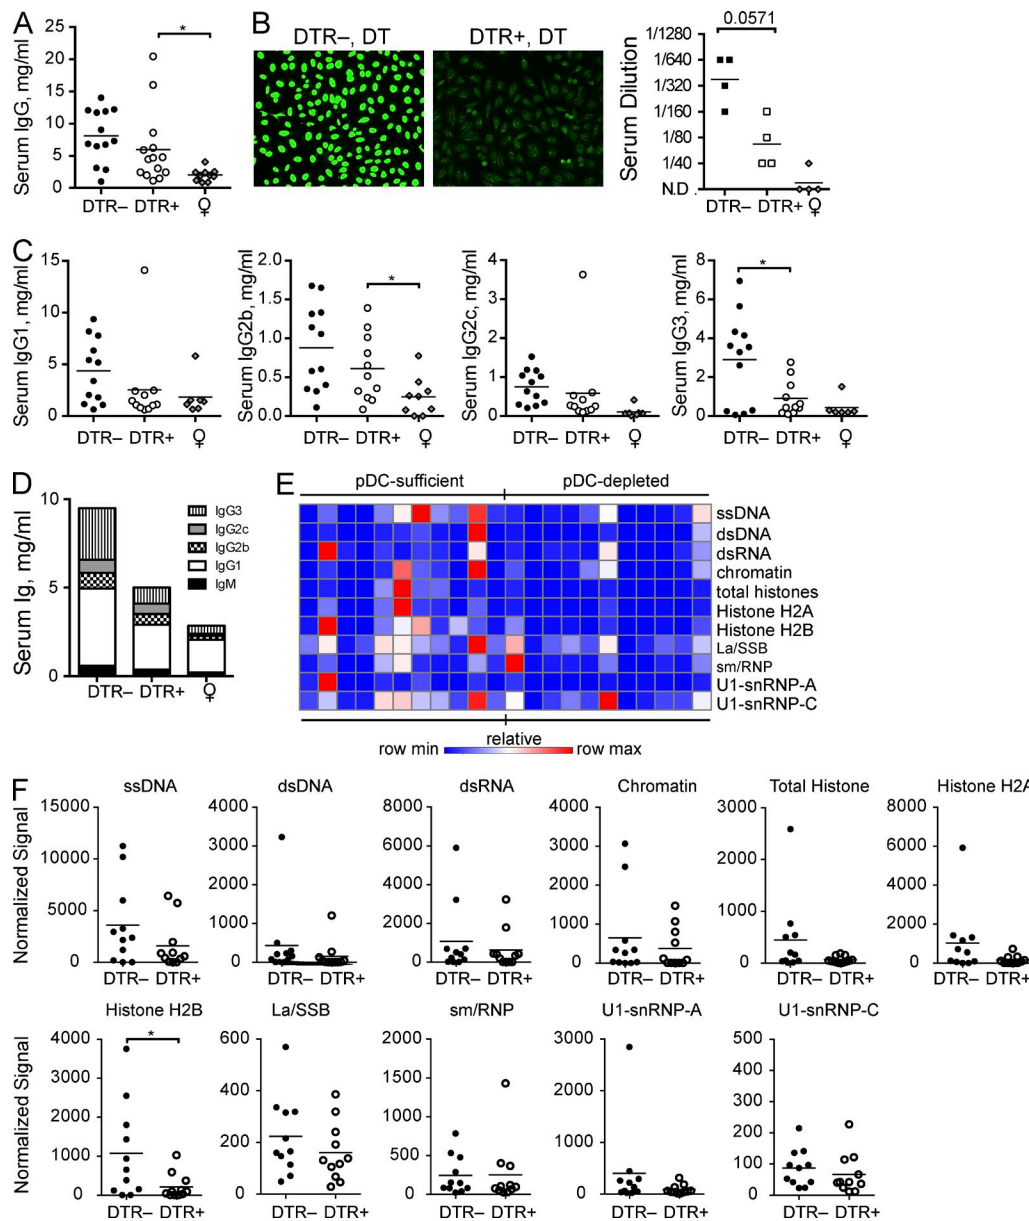 A
Serum IgG, mg/ml
25
20
15
10
5
0
*
DTR– DTR+ ♀
B
DTR–, DT
DTR+, DT
Serum Dilution
0.0571
1/1280
1/640
1/320
1/160
1/80
1/40
N.D.
DTR– DTR+ ♀
C
Serum IgG1, mg/ml
15
10
5
0
DTR– DTR+ ♀
Serum IgG2b, mg/ml
2.0
1.5
1.0
0.5
0.0
*
DTR– DTR+ ♀
Serum IgG2c, mg/ml
4
3
2
1
0
DTR– DTR+ ♀
Serum IgG3, mg/ml
8
6
4
2
0
*
DTR– DTR+ ♀
D
Serum Ig, mg/ml
10
5
0
IgG3
IgG2c
IgG2b
IgG1
IgM
DTR– DTR+ ♀
E
pDC-sufficient pDC-depleted
ssDNA
dsDNA
dsRNA
chromatin
total histones
Histone H2A
Histone H2B
La/SSB
sm/RNP
U1-snRNP-A
U1-snRNP-C
relative
row min row max
F
Normalized Signal
ssDNA
15000
10000
5000
0
DTR– DTR+
dsDNA
4000
3000
2000
1000
0
DTR– DTR+
dsRNA
8000
6000
4000
2000
0
DTR– DTR+
Chromatin
4000
3000
2000
1000
0
DTR– DTR+
Total Histone
3000
2000
1000
0
DTR– DTR+
Histone H2A
8000
6000
4000
2000
0
DTR– DTR+
Normalized Signal
Histone H2B
*
4000
3000
2000
1000
0
DTR– DTR+
La/SSB
600
400
200
0
DTR– DTR+
sm/RNP
2000
1500
1000
500
0
DTR– DTR+
U1-snRNP-A
3000
2000
1000
0
DTR– DTR+
U1-snRNP-C
500
400
300
200
100
0
DTR– DTR+